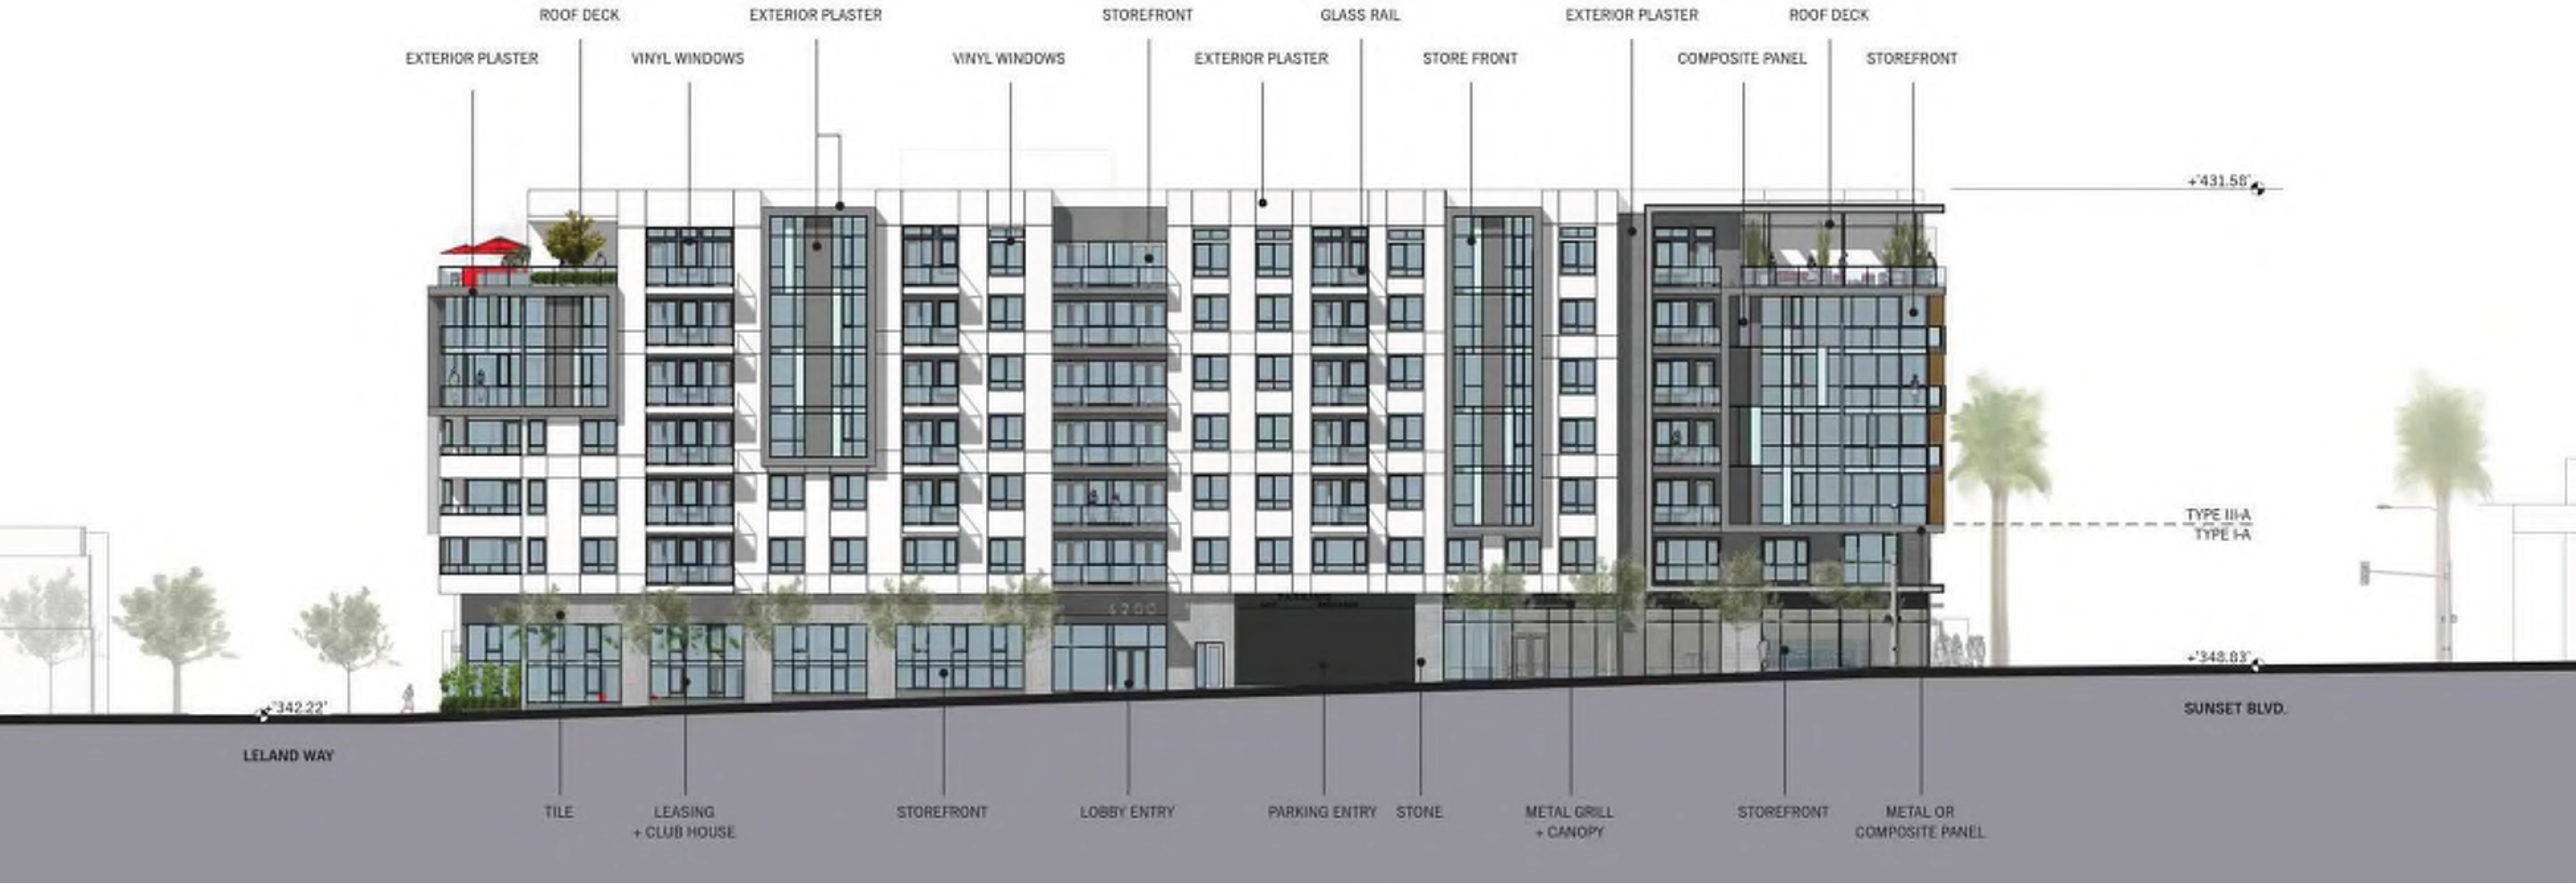 ROOF DECK
EXTERIOR PLASTER
STOREFRONT
GLASS RAIL
EXTERIOR PLASTER
ROOF DECK
EXTERIOR PLASTER
VINYL WINDOWS
VINYL WINDOWS
EXTERIOR PLASTER
STORE FRONT
COMPOSITE PANEL
STOREFRONT
+'431.58'
TYPE III-A
TYPE I-A
6200
PARKING
+'348.83'
+'342.22'
SUNSET BLVD.
LELAND WAY
TILE
LEASING
+ CLUB HOUSE
STOREFRONT
LOBBY ENTRY
PARKING ENTRY
STONE
METAL GRILL
+ CANOPY
STOREFRONT
METAL OR
COMPOSITE PANEL